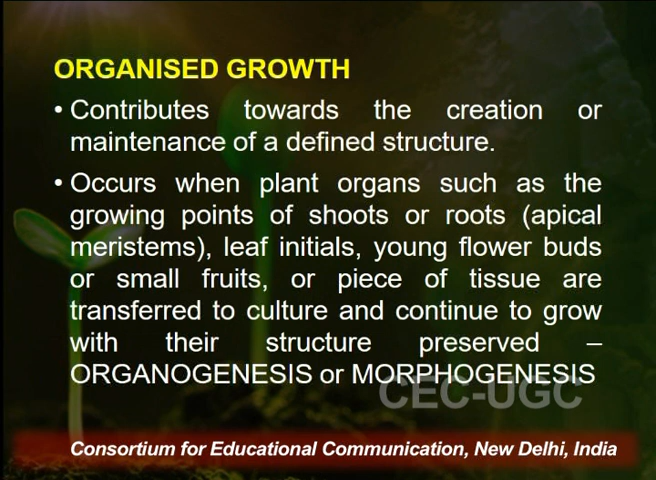 ORGANISED GROWTH
• Contributes towards the creation or
maintenance of a defined structure.
• Occurs when plant organs such as the
growing points of shoots or roots (apical
meristems), leaf initials, young flower buds
or small fruits, or piece of tissue are
transferred to culture and continue to grow
with their structure preserved –
ORGANOGENESIS or MORPHOGENESIS
CEC-UGC
Consortium for Educational Communication, New Delhi, India